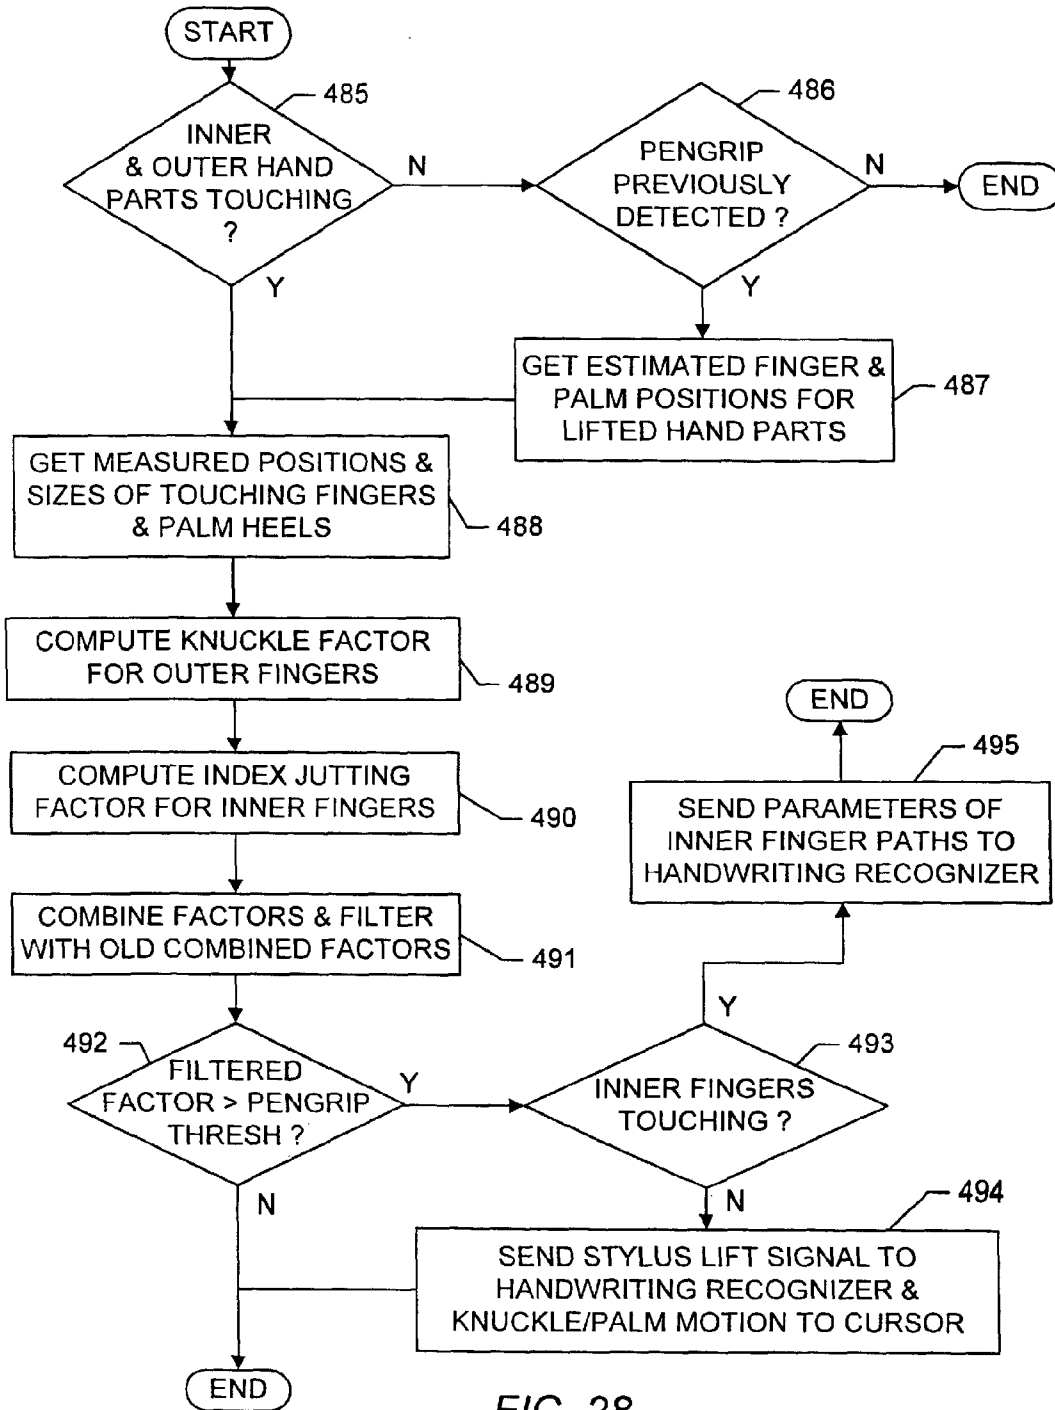 START
485
INNER
& OUTER HAND
PARTS TOUCHING
?
N
Y
486
PENGRIP
PREVIOUSLY
DETECTED ?
N
END
Y
GET ESTIMATED FINGER &
PALM POSITIONS FOR
LIFTED HAND PARTS
487
GET MEASURED POSITIONS &
SIZES OF TOUCHING FINGERS
& PALM HEELS
488
COMPUTE KNUCKLE FACTOR
FOR OUTER FINGERS
489
COMPUTE INDEX JUTTING
FACTOR FOR INNER FINGERS
490
COMBINE FACTORS & FILTER
WITH OLD COMBINED FACTORS
491
492
FILTERED
FACTOR > PENGRIP
THRESH ?
Y
N
END
495
SEND PARAMETERS OF
INNER FINGER PATHS TO
HANDWRITING RECOGNIZER
Y
493
INNER FINGERS
TOUCHING ?
N
494
SEND STYLUS LIFT SIGNAL TO
HANDWRITING RECOGNIZER &
KNUCKLE/PALM MOTION TO CURSOR
END
FIG. 28